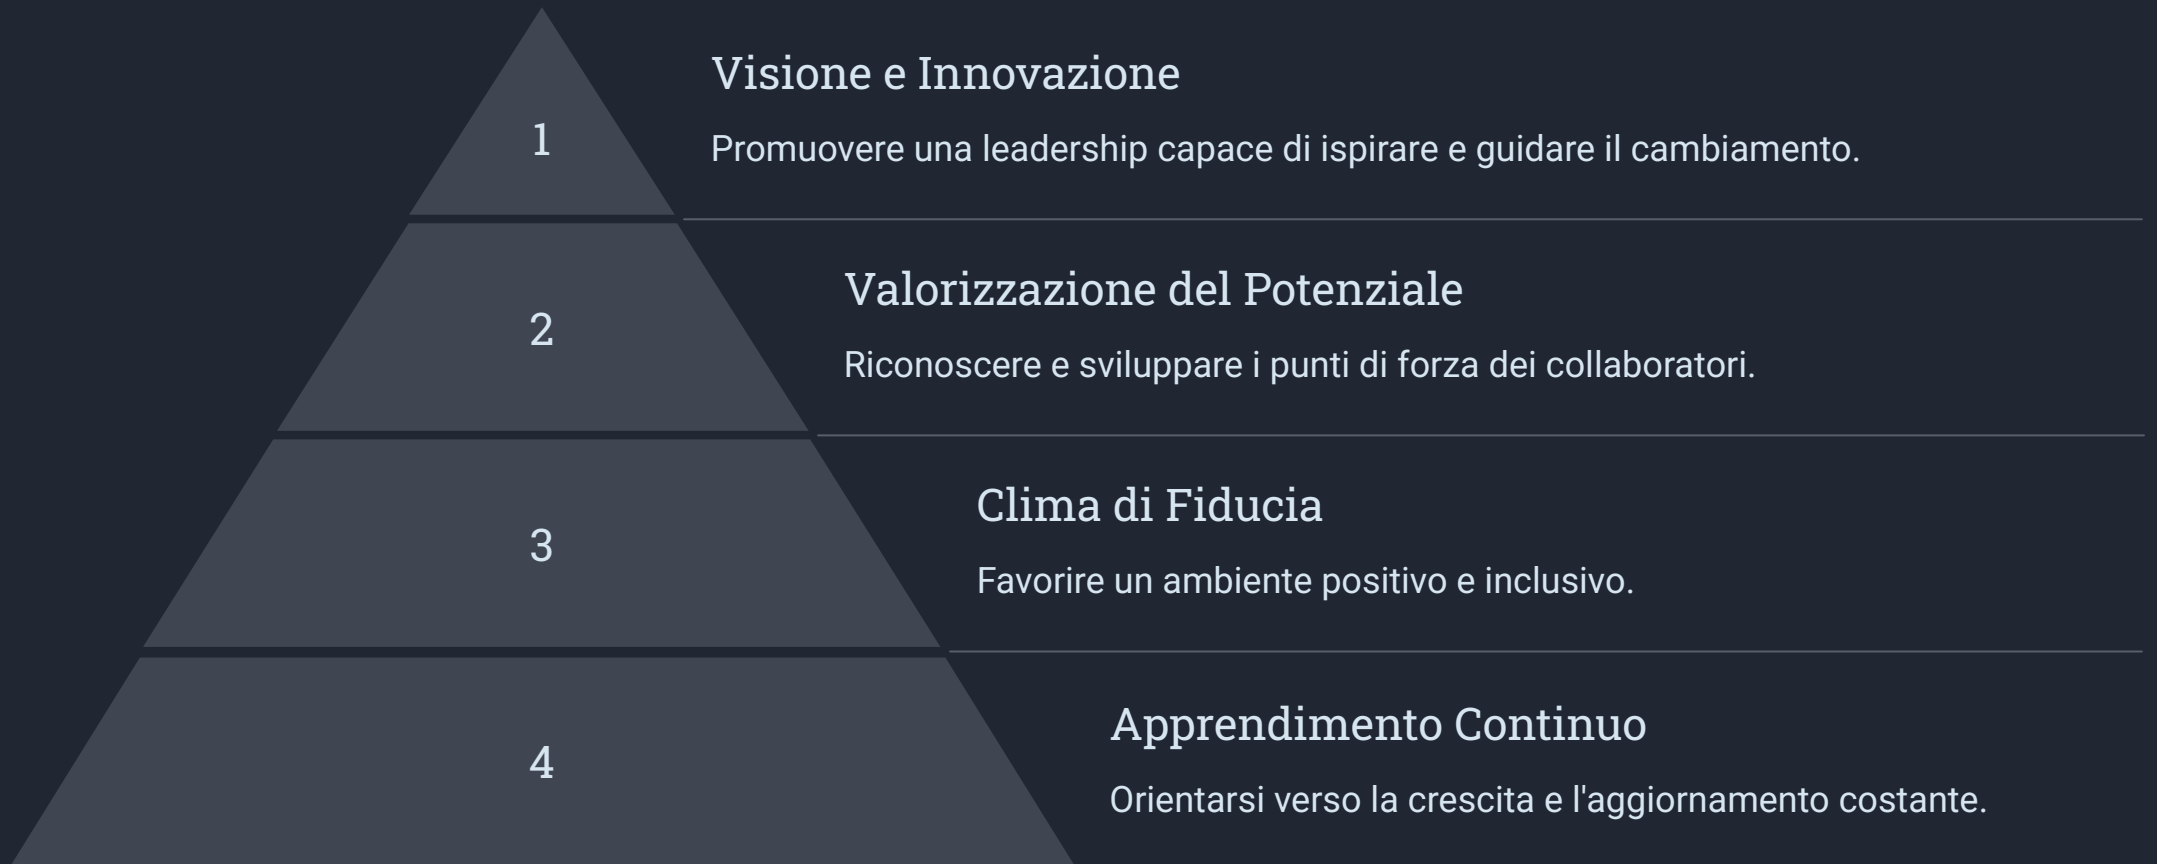 1
Visione e Innovazione
Promuovere una leadership capace di ispirare e guidare il cambiamento.
2
Valorizzazione del Potenziale
Riconoscere e sviluppare i punti di forza dei collaboratori.
3
Clima di Fiducia
Favorire un ambiente positivo e inclusivo.
4
Apprendimento Continuo
Orientarsi verso la crescita e l'aggiornamento costante.